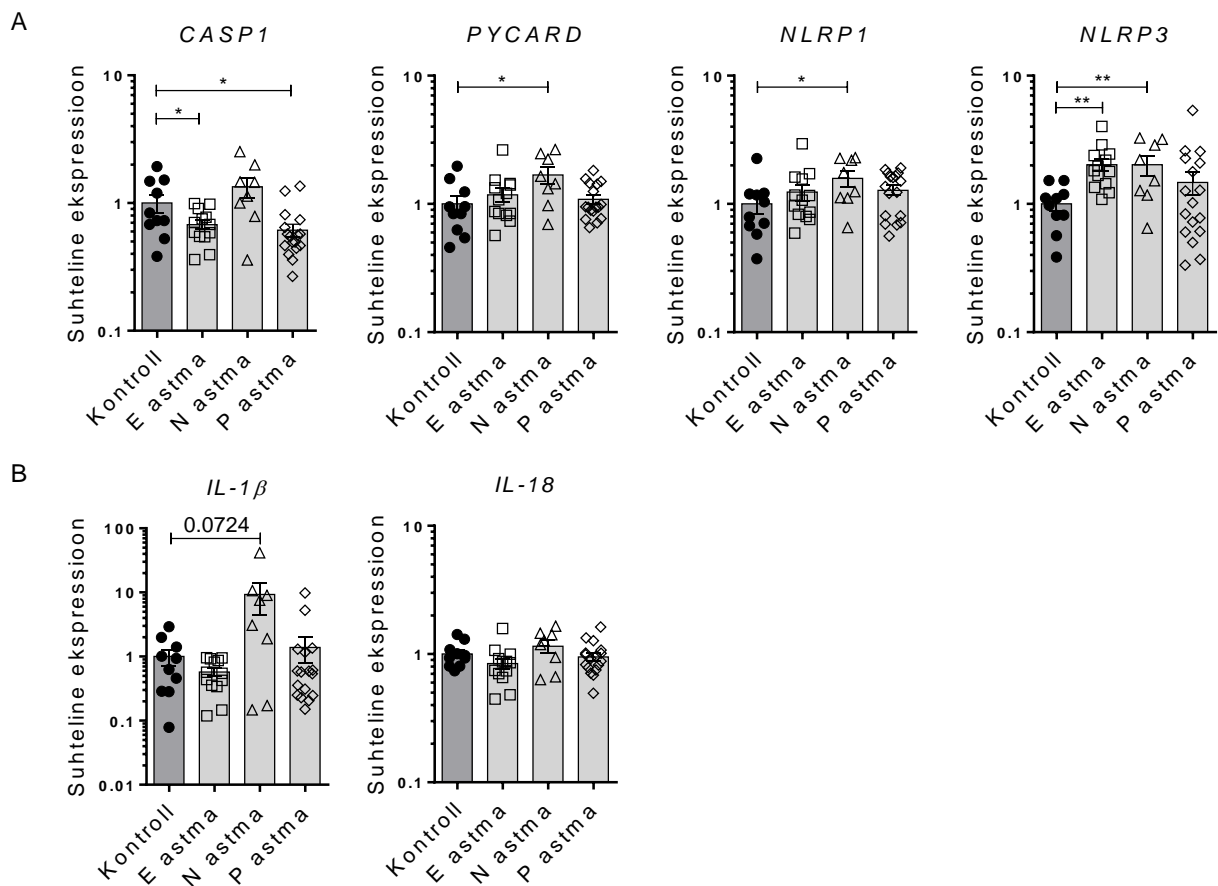 A
CASP1
PYCARD
NLRP1
NLRP3
Suhteline ekspressioon
10
1
0.1
*
*
Kontroll
E astma
N astma
P astma
Suhteline ekspressioon
10
1
0.1
*
Kontroll
E astma
N astma
P astma
Suhteline ekspressioon
10
1
0.1
*
Kontroll
E astma
N astma
P astma
Suhteline ekspressioon
10
1
0.1
**
**
Kontroll
E astma
N astma
P astma
B
IL-1β
IL-18
Suhteline ekspressioon
100
10
1
0.1
0.01
0.0724
Kontroll
E astma
N astma
P astma
Suhteline ekspressioon
10
1
0.1
Kontroll
E astma
N astma
P astma